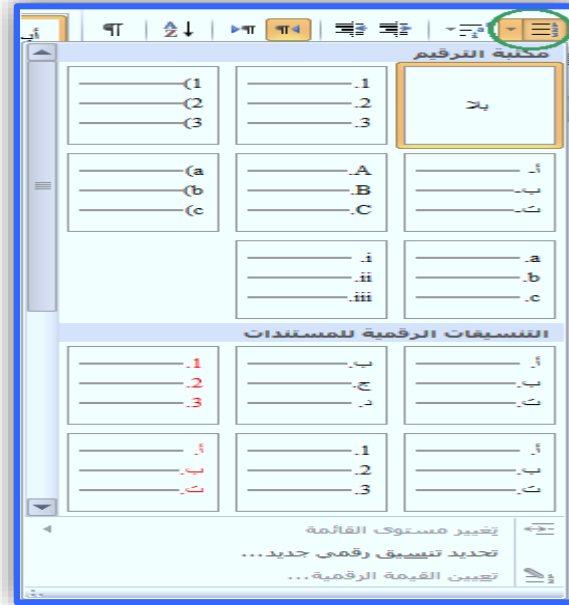 أب
مكتبة الترقيم
بلا
1.
2.
3.
1)
2)
3)
أ-
ب-
ت-
A.
B.
C.
a)
b)
c)
a.
b.
c.
i.
ii.
iii.
التنسيقات الرقمية للمستندات
أ.
ب.
ت.
ب.
ج.
د.
1.
2.
3.
أ.
ب.
ت.
1.
2.
3.
أ.
ب.
ت.
تغيير مستوى القائمة
تحديد تنسيق رقمي جديد...
تعيين القيمة الرقمية...